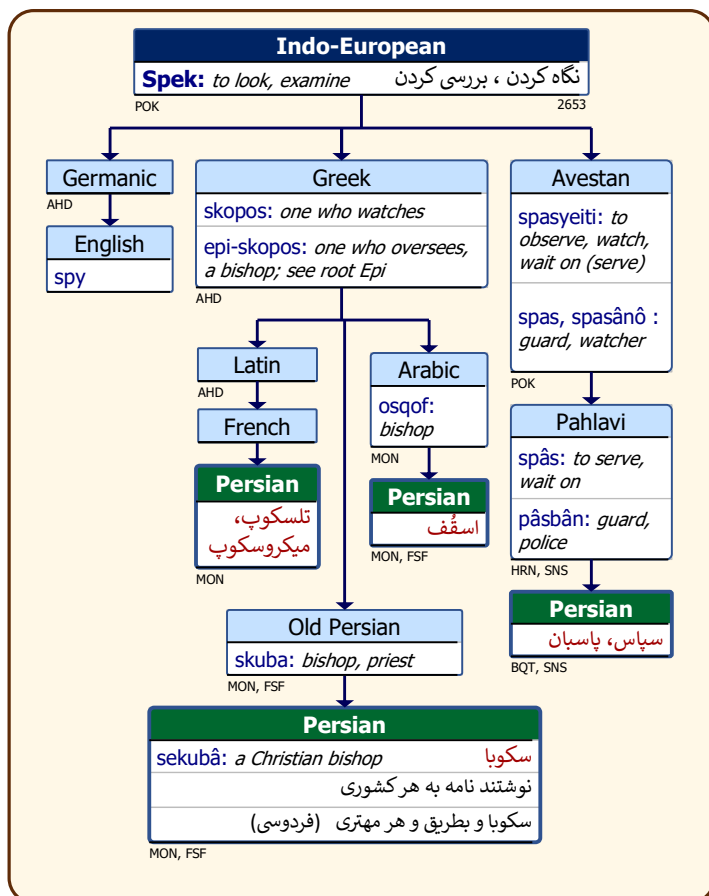 Indo-European
Spek: to look, examine نگاه کردن ، بررسی کردن
POK 2653
Germanic
AHD
English
spy
Greek
skopos: one who watches
epi-skopos: one who oversees,
a bishop; see root Epi
AHD
Avestan
spasyeiti: to
observe, watch,
wait on (serve)
spas, spasânô :
guard, watcher
POK
Latin
AHD
French
Persian
تلسکوپ،
میکروسکوپ
MON
Arabic
osqof:
bishop
MON
Persian
اسقُف
MON, FSF
Pahlavi
spâs: to serve,
wait on
pâsbân: guard,
police
HRN, SNS
Persian
سپاس، پاسبان
BQT, SNS
Old Persian
skuba: bishop, priest
MON, FSF
Persian
sekubâ: a Christian bishop سکوبا
نوشتند نامه به هر کشوری
سکوبا و بطریق و هر مهتری (فردوسی)
MON, FSF